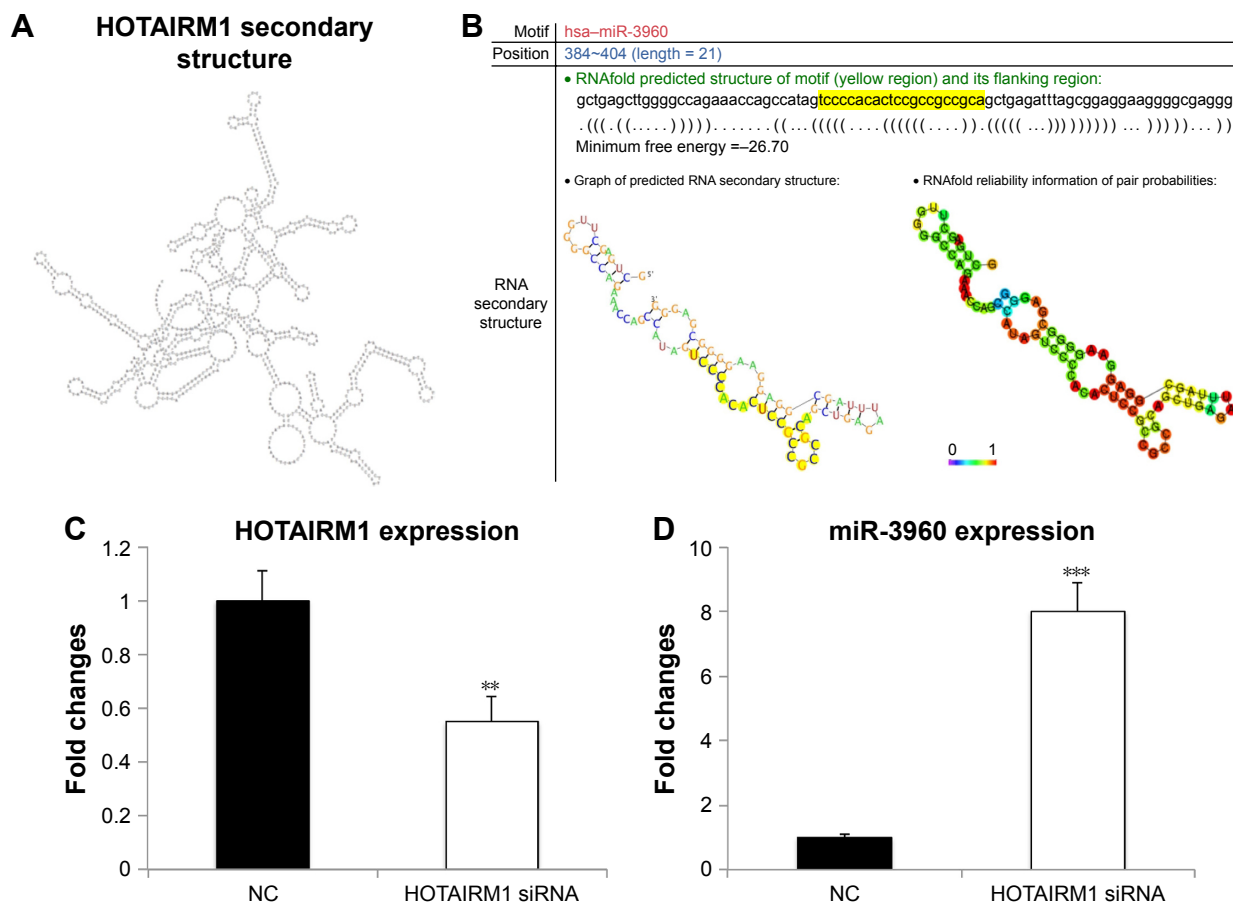 A
HOTAIRM1 secondary
structure
B
Motif
hsa–miR-3960
Position
384~404 (length = 21)
RNA
secondary
structure
• RNAfold predicted structure of motif (yellow region) and its flanking region:
gctgagcttggggccagaaaccagccatagtccccacactccgccgccgcagctgagatttagcggaggaaggggcgaggg
.(((.((.....))))).......((...(((((....((((((....)).(((((...)))))))))...)))))...))
Minimum free energy =–26.70
• Graph of predicted RNA secondary structure:
• RNAfold reliability information of pair probabilities:
5'
3'
0 1
C
HOTAIRM1 expression
Fold changes
1.2
1
0.8
0.6
0.4
0.2
0
**
NC
HOTAIRM1 siRNA
D
miR-3960 expression
Fold changes
10
8
6
4
2
0
***
NC
HOTAIRM1 siRNA